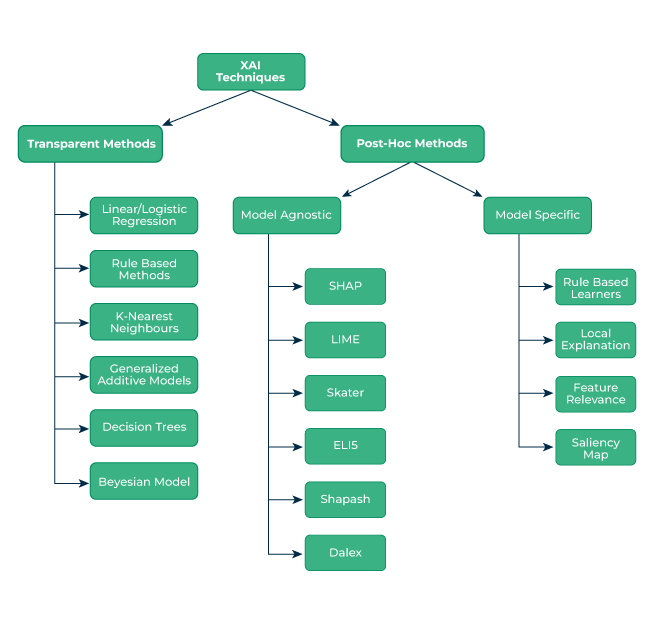 XAI
Techniques
Transparent Methods
Post-Hoc Methods
Linear/Logistic
Regression
Rule Based
Methods
K-Nearest
Neighbours
Generalized
Additive Models
Decision Trees
Beyesian Model
Model Agnostic
SHAP
LIME
Skater
ELI5
Shapash
Dalex
Model Specific
Rule Based
Learners
Local
Explanation
Feature
Relevance
Saliency
Map